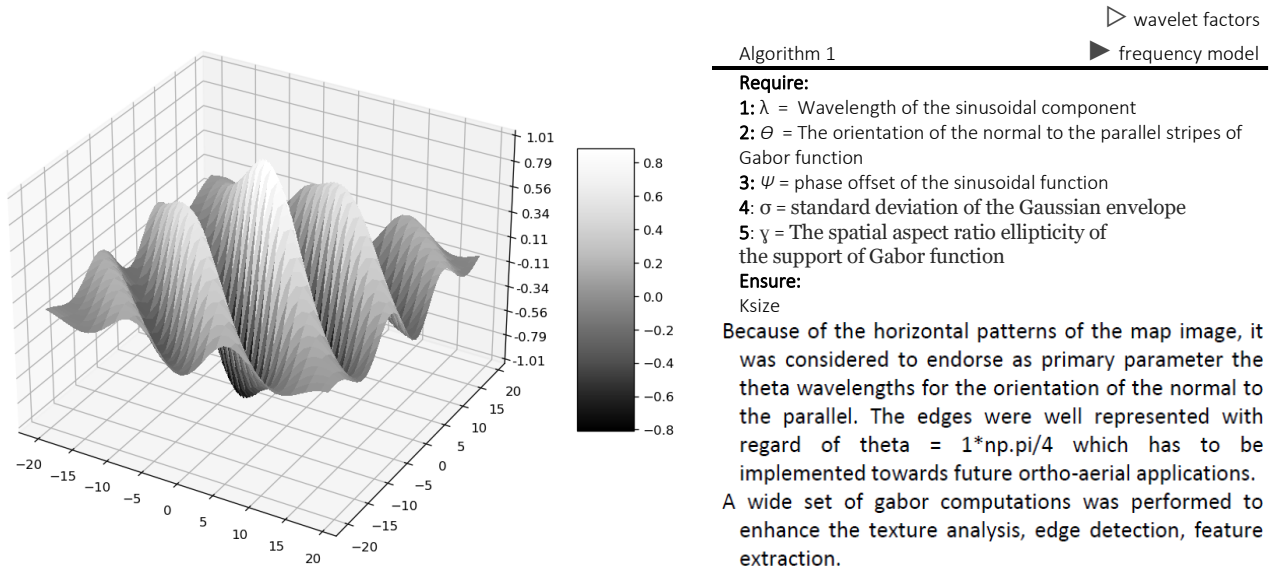 1.01
0.79
0.56
0.34
0.11
-0.11
-0.34
-0.56
-0.79
-1.01
20
15
10
5
0
−5
−10
−15
−20
−20
−15
−10
−5
0
5
10
15
20
0.8
0.6
0.4
0.2
0.0
−0.2
−0.4
−0.6
−0.8
▷ wavelet factors
Algorithm 1 ▶ frequency model
Require:
1: λ = Wavelength of the sinusoidal component
2: ϴ = The orientation of the normal to the parallel stripes of
Gabor function
3: Ψ = phase offset of the sinusoidal function
4: σ = standard deviation of the Gaussian envelope
5: γ = The spatial aspect ratio ellipticity of
the support of Gabor function
Ensure:
Ksize
Because of the horizontal patterns of the map image, it
was considered to endorse as primary parameter the
theta wavelengths for the orientation of the normal to
the parallel. The edges were well represented with
regard of theta = 1*np.pi/4 which has to be
implemented towards future ortho-aerial applications.
A wide set of gabor computations was performed to
enhance the texture analysis, edge detection, feature
extraction.